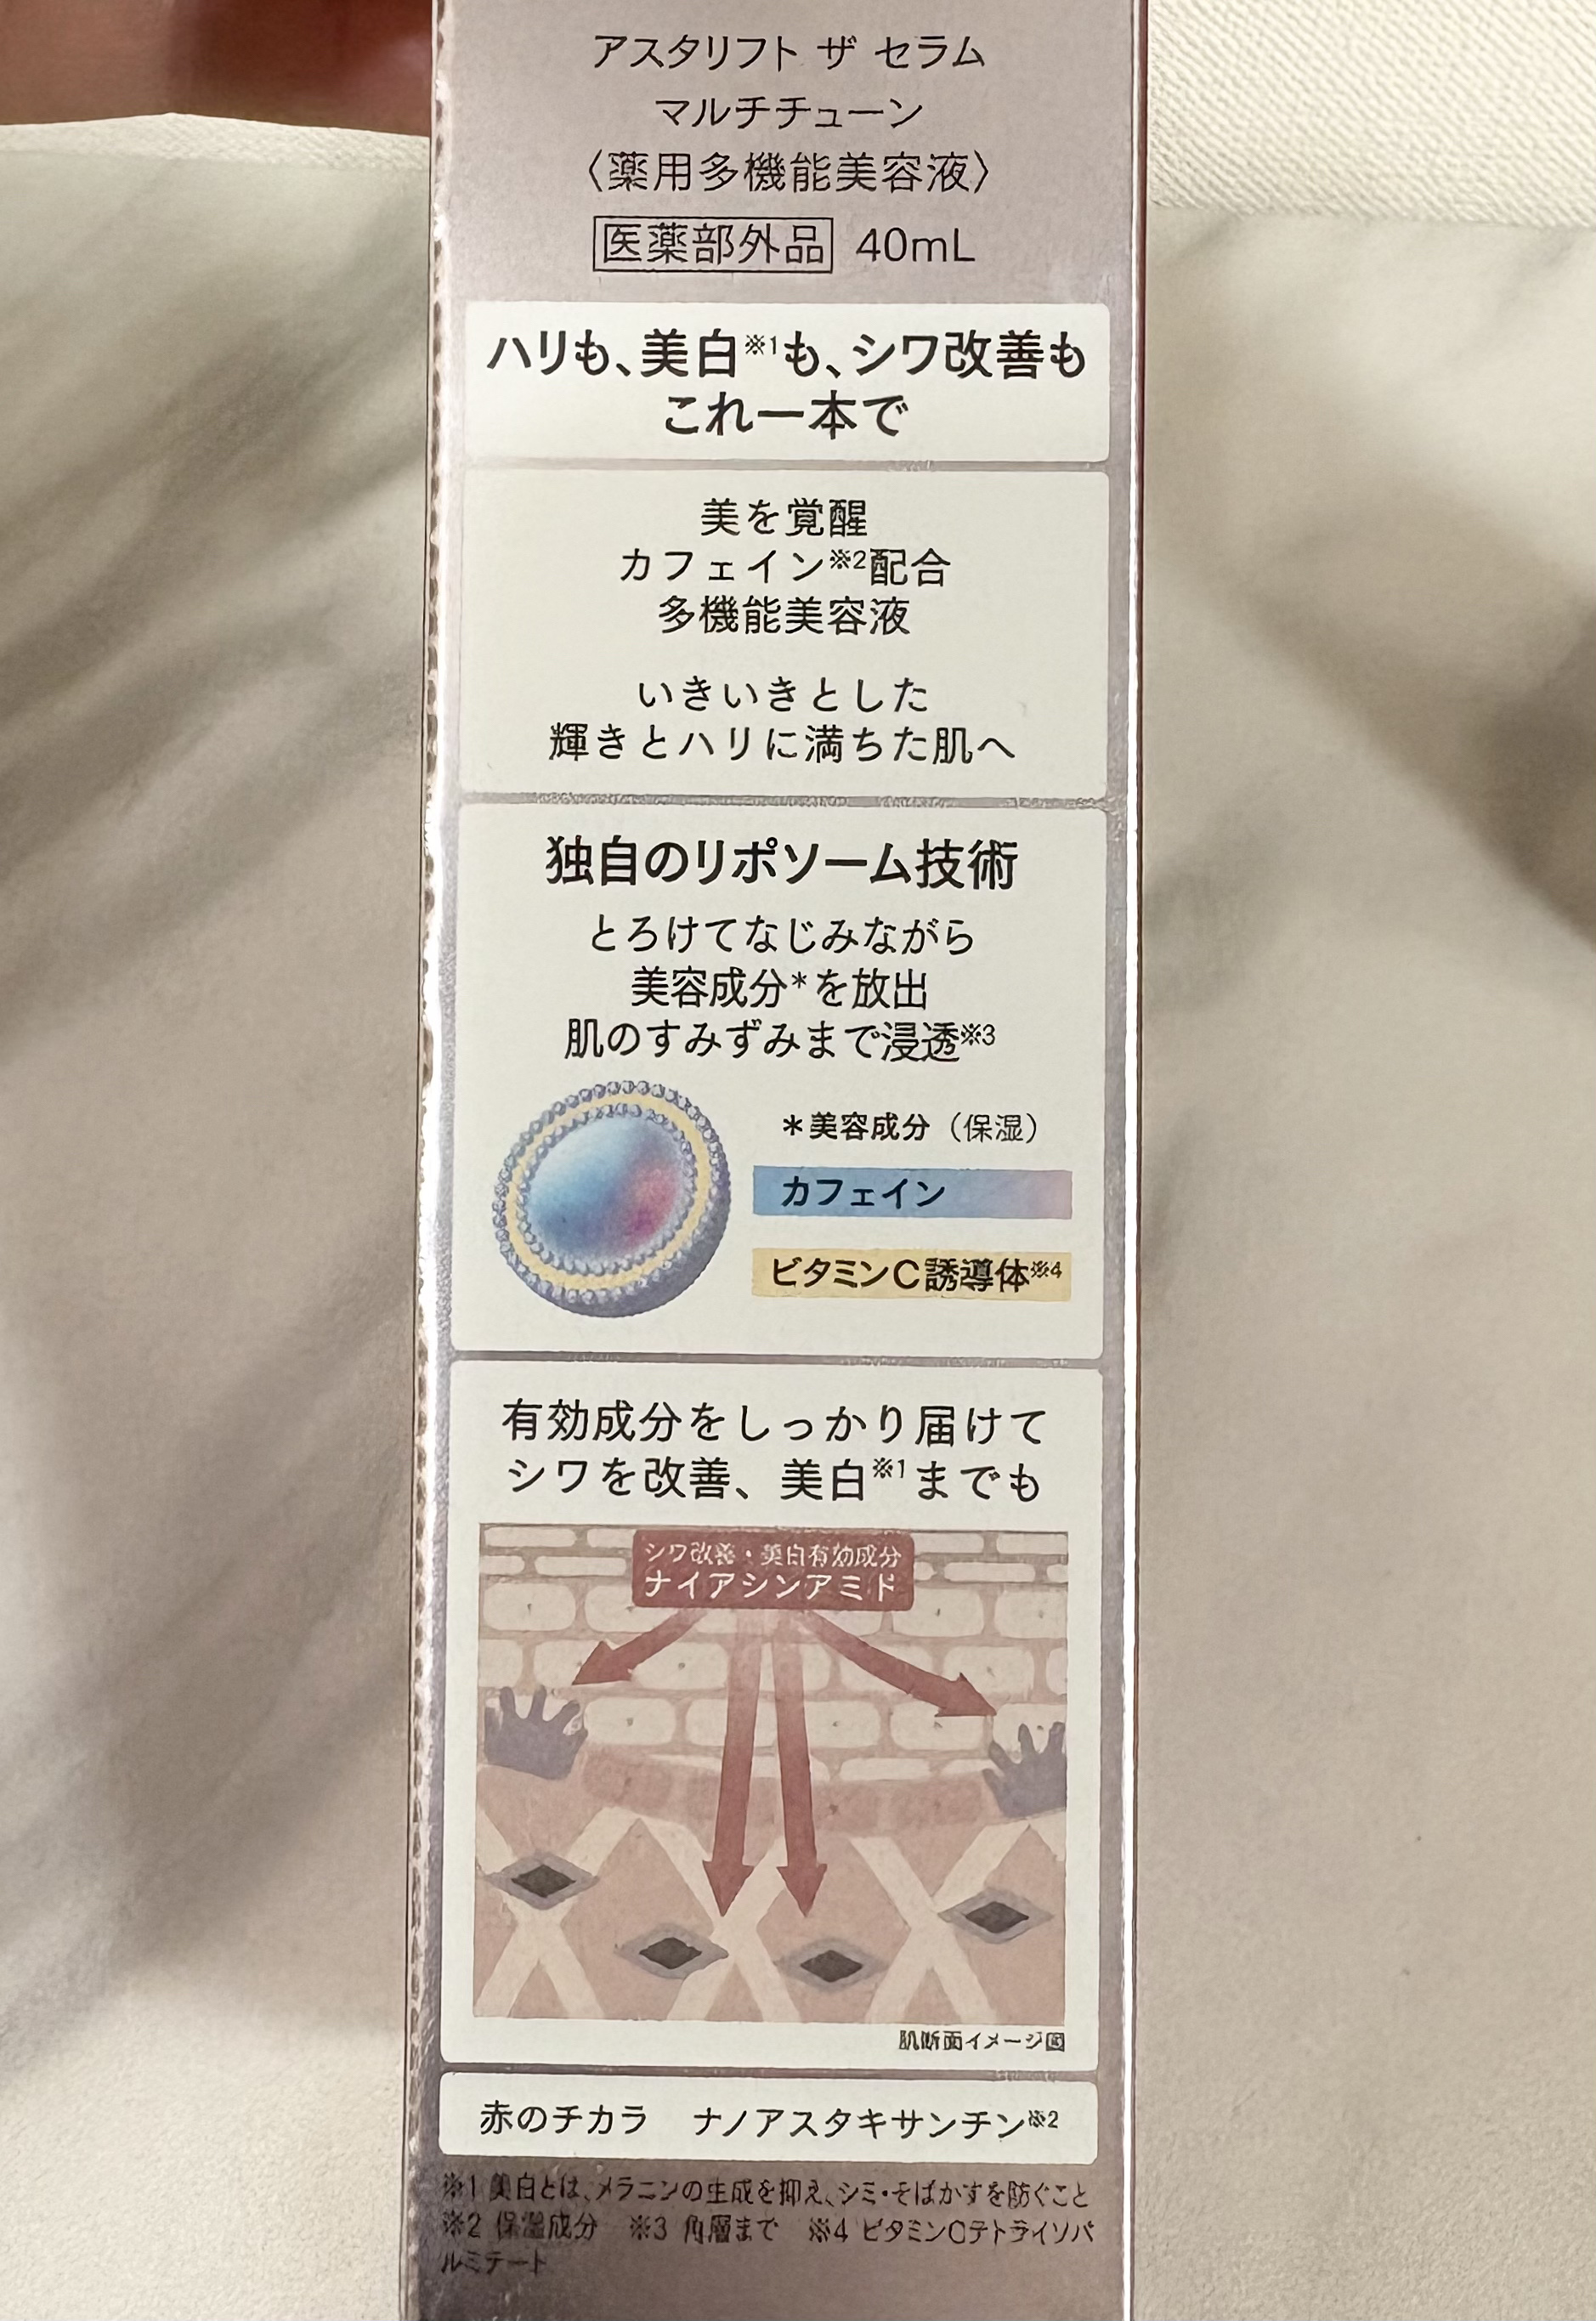 アスタリフト ザ セラム
マルチチューン
〈薬用多機能美容液〉
医薬部外品 40mL
ハリも、美白※1も、シワ改善も
これ一本で
美を覚醒
カフェイン※2配合
多機能美容液
いきいきとした
輝きとハリに満ちた肌へ
独自のリポソーム技術
とろけてなじみながら
美容成分*を放出
肌のすみずみまで浸透※3
*美容成分（保湿）
カフェイン
ビタミンC誘導体※4
有効成分をしっかり届けて
シワを改善、美白※1までも
シワ改善・美白有効成分
ナイアシンアミド
肌断面イメージ図
赤のチカラ　ナノアスタキサンチン※2
※1 美白とは、メラニンの生成を抑え、シミ・そばかすを防ぐこと
※2 保湿成分　※3 角層まで　※4 ビタミンCテトライソパ
ルミテート